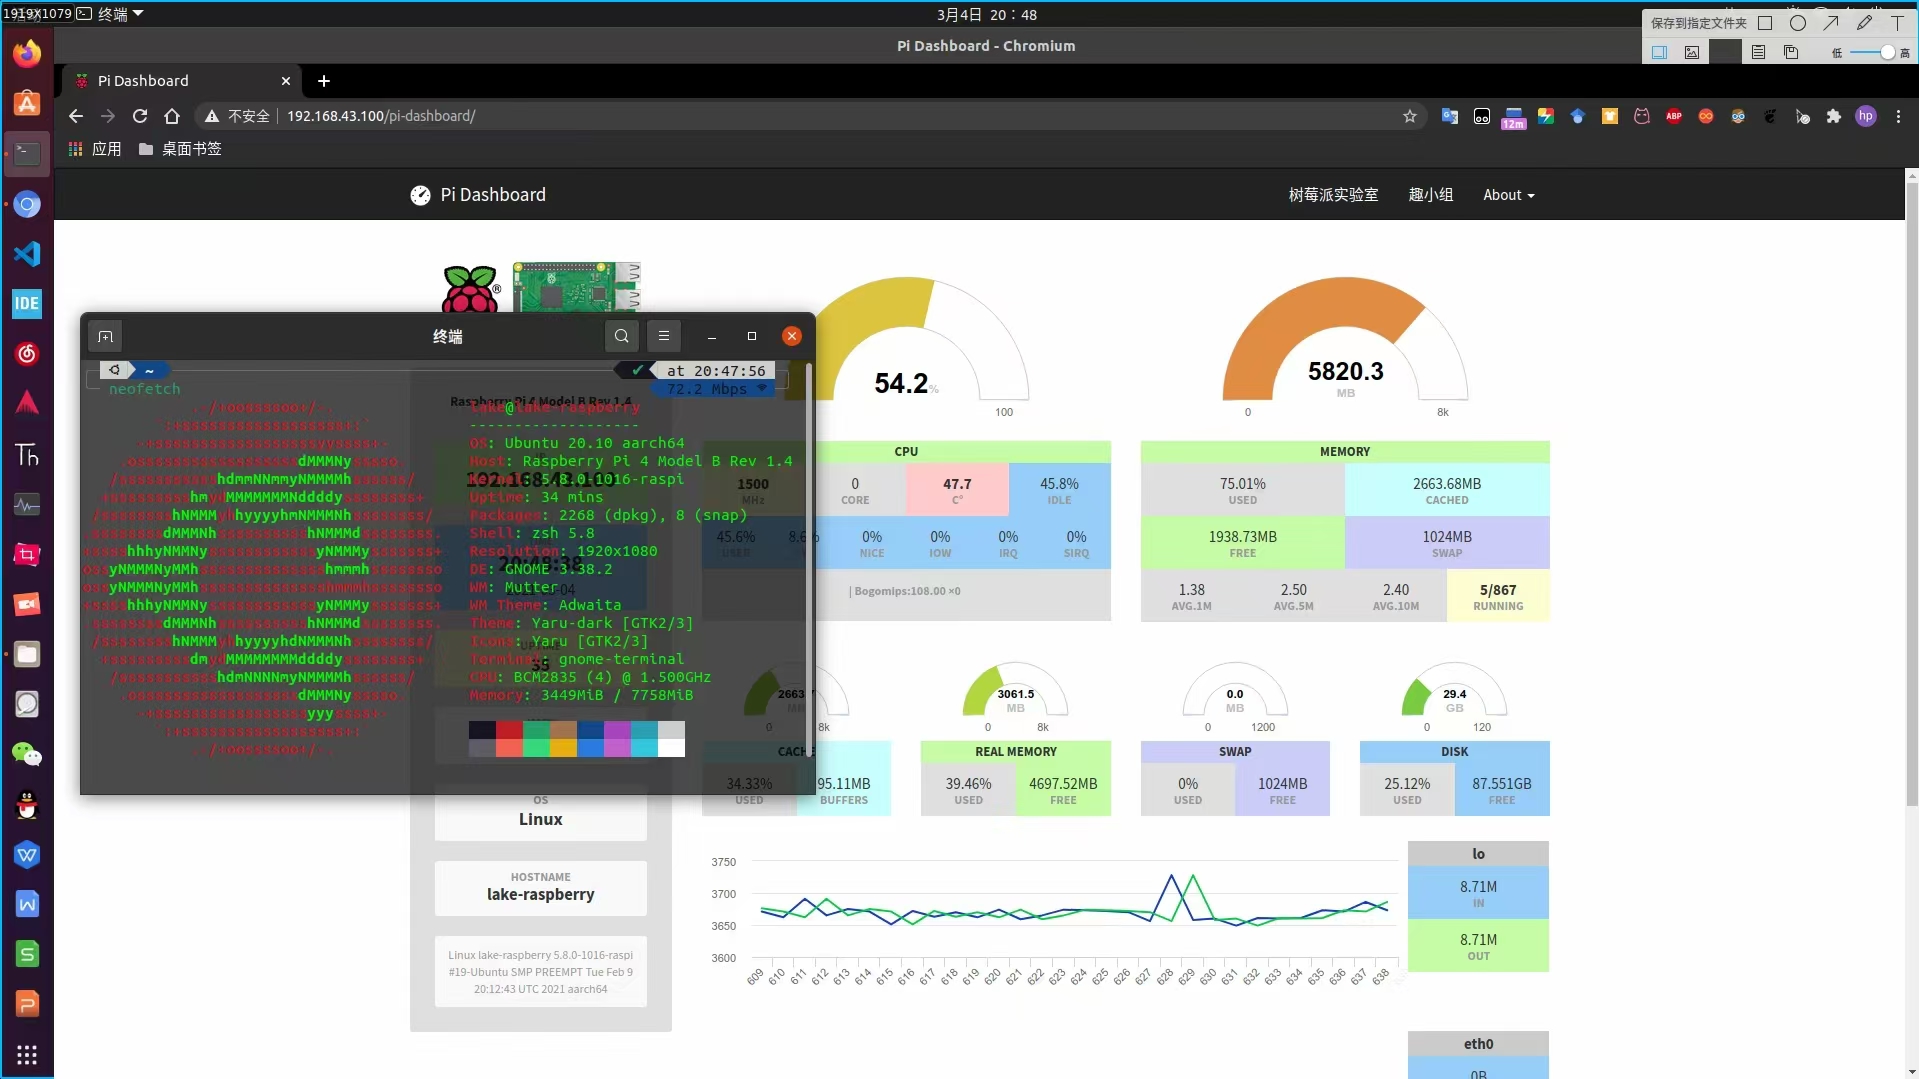 1919X1079
终端
3月4日 20：48
保存到指定文件夹
低
高
Pi Dashboard - Chromium
Pi Dashboard
不安全
192.168.43.100/pi-dashboard/
12m
ABP
hp
应用
桌面书签
Pi Dashboard
树莓派实验室
趣小组
About
IDE
Th
终端
~
✔
at 20:47:56
neofetch
72.2 Mbps
lake@lake-raspberry
-------------------
OS: Ubuntu 20.10 aarch64
Host: Raspberry Pi 4 Model B Rev 1.4
Kernel: 5.8.0-1016-raspi
Uptime: 34 mins
Packages: 2268 (dpkg), 8 (snap)
Shell: zsh 5.8
Resolution: 1920x1080
DE: GNOME 3.38.2
WM: Mutter
WM Theme: Adwaita
Theme: Yaru-dark [GTK2/3]
Icons: Yaru [GTK2/3]
Terminal: gnome-terminal
CPU: BCM2835 (4) @ 1.500GHz
Memory: 3449MiB / 7758MiB
Raspberry Pi 4 Model B Rev 1.4
192.168.43.100
20:48:38
UPTIME
OS
Linux
HOSTNAME
lake-raspberry
Linux lake-raspberry 5.8.0-1016-raspi
#19-Ubuntu SMP PREEMPT Tue Feb 9
20:12:43 UTC 2021 aarch64
54.2%
100
CPU
1500
MHz
0
CORE
47.7
C°
45.8%
IDLE
45.6%
USER
0%
NICE
0%
IOW
0%
IRQ
0%
SIRQ
| Bogomips:108.00 ×0
5820.3
MB
0
8k
MEMORY
75.01%
USED
2663.68MB
CACHED
1938.73MB
FREE
1024MB
SWAP
1.38
AVG.1M
2.50
AVG.5M
2.40
AVG.10M
5/867
RUNNING
0
8k
CACHE
34.33%
USED
95.11MB
BUFFERS
3061.5
MB
0
8k
REAL MEMORY
39.46%
USED
4697.52MB
FREE
0.0
MB
0
1200
SWAP
0%
USED
1024MB
FREE
29.4
GB
0
120
DISK
25.12%
USED
87.551GB
FREE
3750
3700
3650
3600
609 610 611 612 613 614 615 616 617 618 619 620 621 622 623 624 625 626 627 628 629 630 631 632 633 634 635 636 637 638
lo
8.71M
IN
8.71M
OUT
eth0
0B